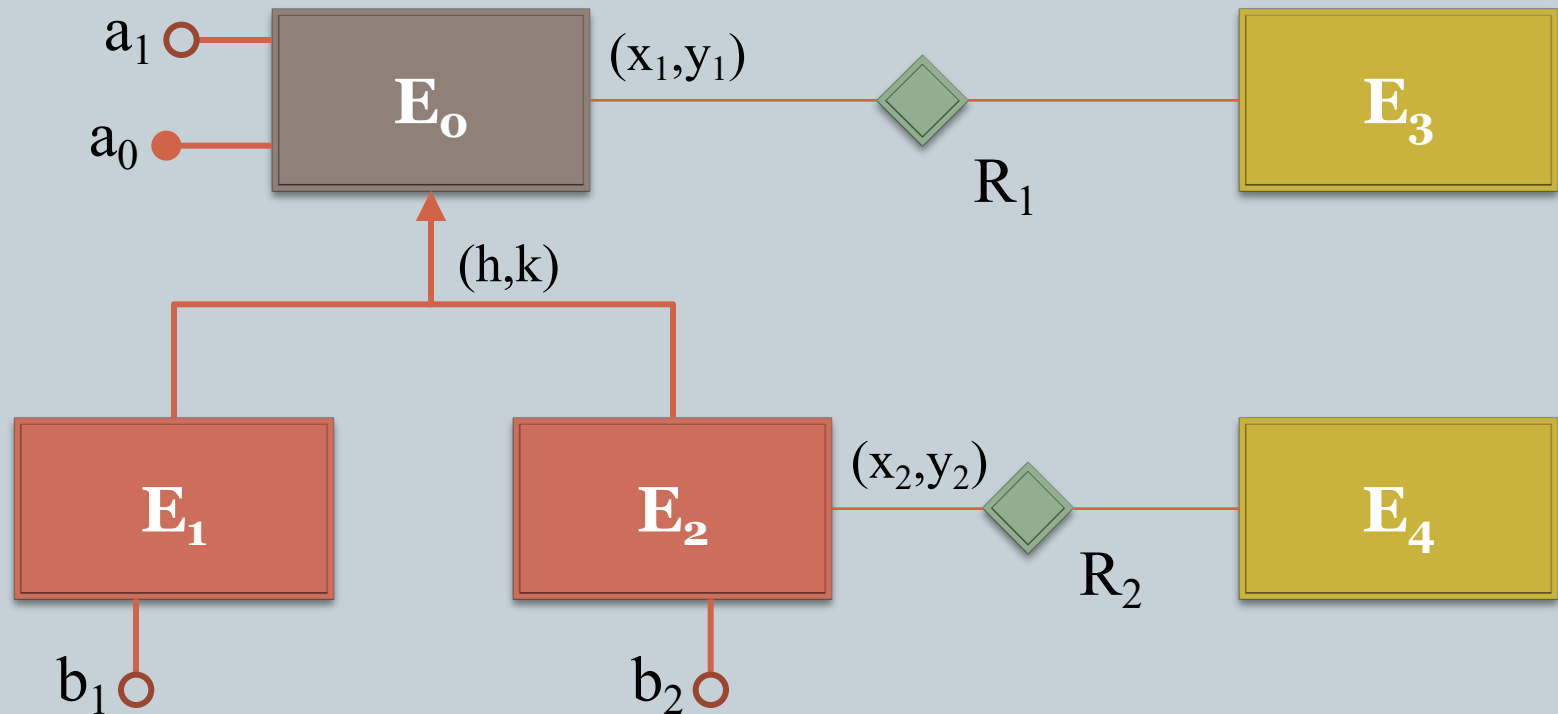 a₁
E₀
(x₁,y₁)
E₃
a₀
R₁
(h,k)
E₁
E₂
(x₂,y₂)
E₄
R₂
b₁
b₂